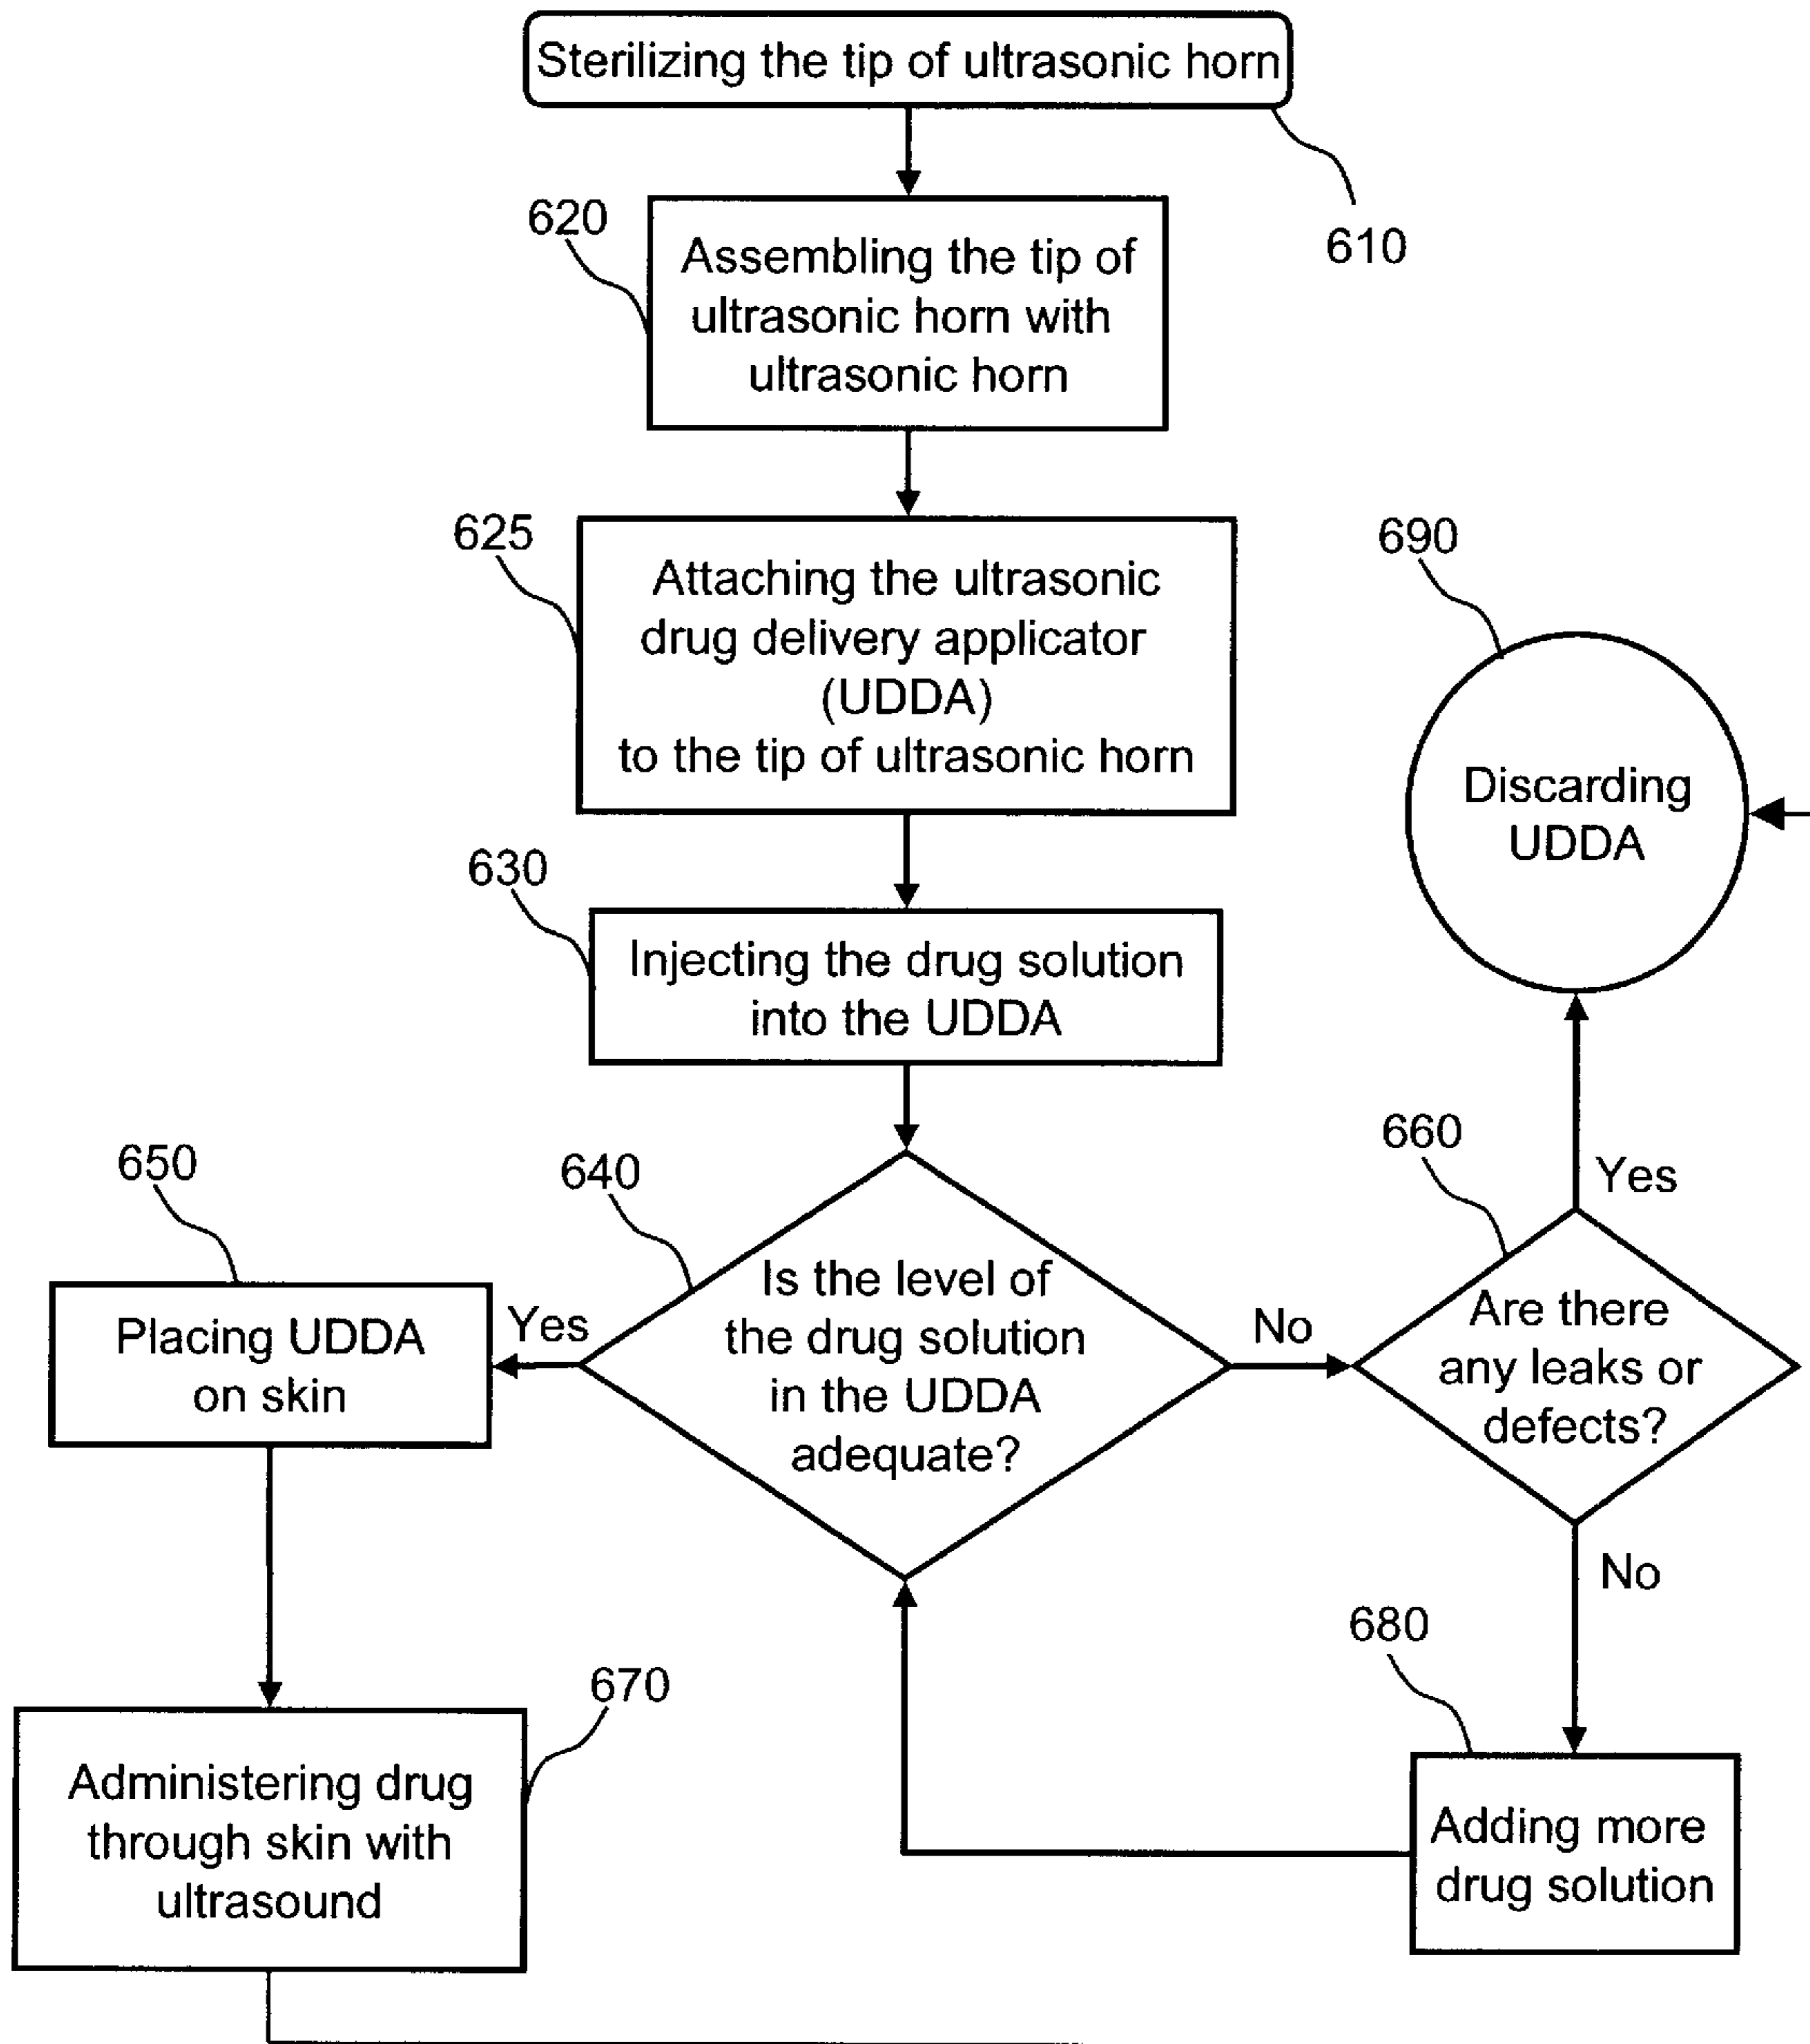 Sterilizing the tip of ultrasonic horn
610
620
Assembling the tip of
ultrasonic horn with
ultrasonic horn
625
Attaching the ultrasonic
drug delivery applicator
(UDDA)
to the tip of ultrasonic horn
690
Discarding
UDDA
630
Injecting the drug solution
into the UDDA
640
Is the level of
the drug solution
in the UDDA
adequate?
Yes
No
650
Placing UDDA
on skin
660
Yes
Are there
any leaks or
defects?
No
670
Administering drug
through skin with
ultrasound
680
Adding more
drug solution